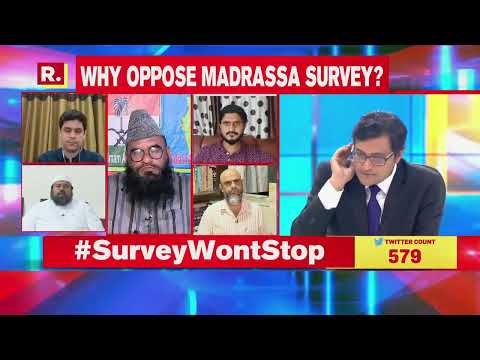 R.
WHY OPPOSE MADRASSA SURVEY?
#SurveyWontStop
TWITTER COUNT
579